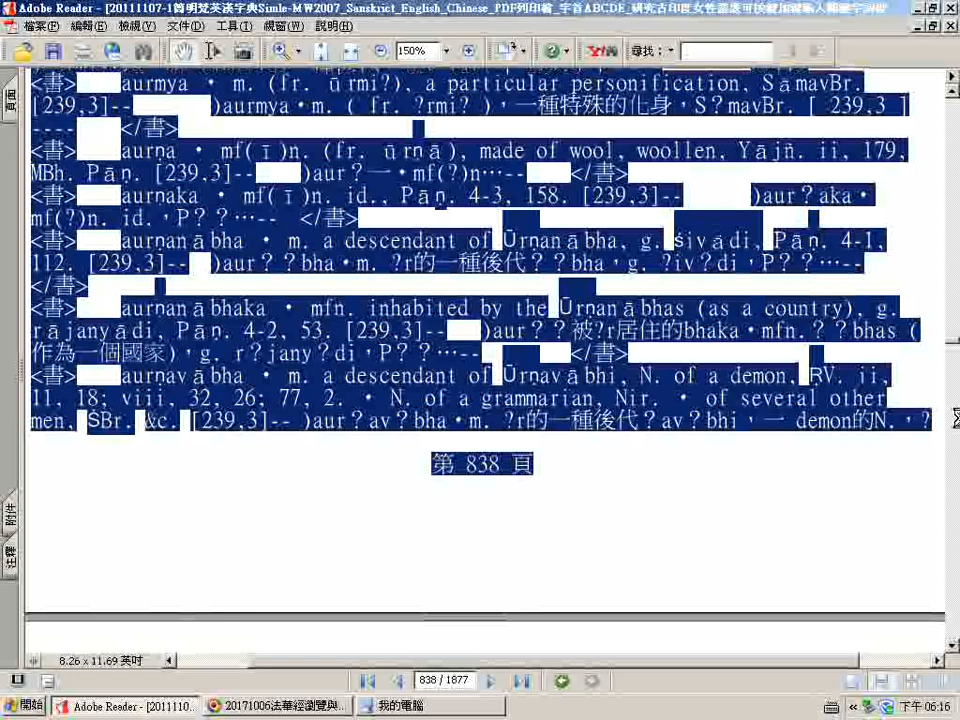 Adobe Reader - [20111107-1簡明梵英漢字典Simle-MW2007_Sanskrict_English_Chinese_PDF列印檔_字首ABCDE_研究古印度女性
檔案(F) 編輯(E) 檢視(V) 文件(D) 工具(T) 視窗(W) 說明(H)
150% 尋找：
頁面
<書> aurmya • m. (fr. ūrmi?), a particular personification, SāmavBr.
[239,3]-- )aurmya•m. ( fr. ?rmi? )，一種特殊的化身，S?mavBr. [ 239,3 ]
---- </書>
<書> aurṇa • mf(ī)n. (fr. ūrṇā), made of wool, woollen, Yājñ. ii, 179,
MBh. Pāṇ. [239,3]-- )aur?一•mf(?)n…-- </書>
<書> aurṇaka • mf(ī)n. id., Pāṇ. 4-3, 158. [239,3]-- )aur?aka•
mf(?)n. id.，P??…-- </書>
<書> aurṇanābha • m. a descendant of Ūrṇanābha, g. śivādi, Pāṇ. 4-1,
112. [239,3]-- )aur??bha•m. ?r的一種後代??bha，g. ?iv?di，P??…--
</書>
<書> aurṇanābhaka • mfn. inhabited by the Ūrṇanābhas (as a country), g.
rājanyādi, Pāṇ. 4-2, 53. [239,3]-- )aur??被?r居住的bhaka•mfn.??bhas (
作為一個國家)，g. r?jany?di，P??…-- </書>
<書> aurṇavābha • m. a descendant of Ūrṇavābhi, N. of a demon, ṚV. ii,
11, 18; viii, 32, 26; 77, 2. • N. of a grammarian, Nir. • of several other
men, ŚBr. &c. [239,3]-- )aur?av?bha•m. ?r的一種後代?av?bhi，一 demon的N.，?
第 838 頁
附件
注釋
8.26 x 11.69 英吋
838 / 1877
開始 Adobe Reader - [2011110... 20171006法華經瀏覽與... 我的電腦 下午 06:16